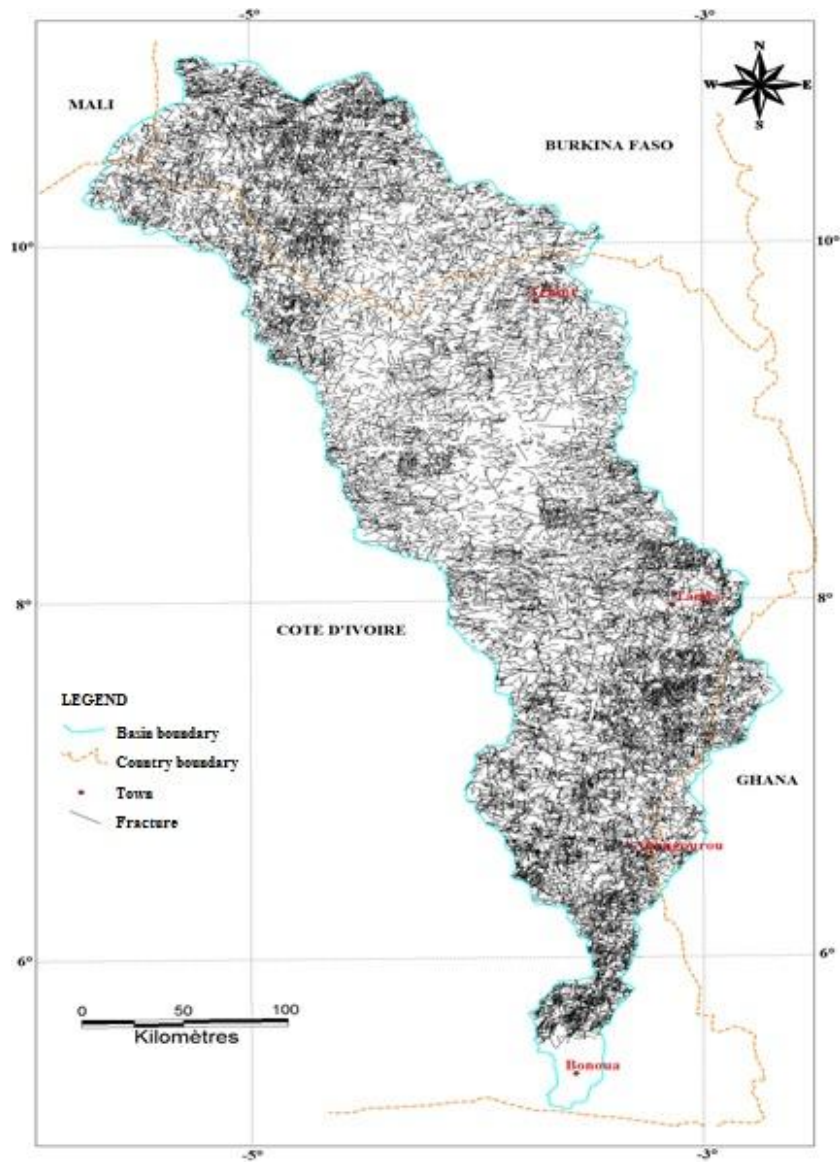 -5° -3°
N
W E
S
MALI
BURKINA FASO
10° 10°
8° 8°
COTE D'IVOIRE
LEGEND
Basin boundary
Country boundary
Town
Fracture
GHANA
6° 6°
0 50 100
Kilomètres
Bonoua
-5° -3°